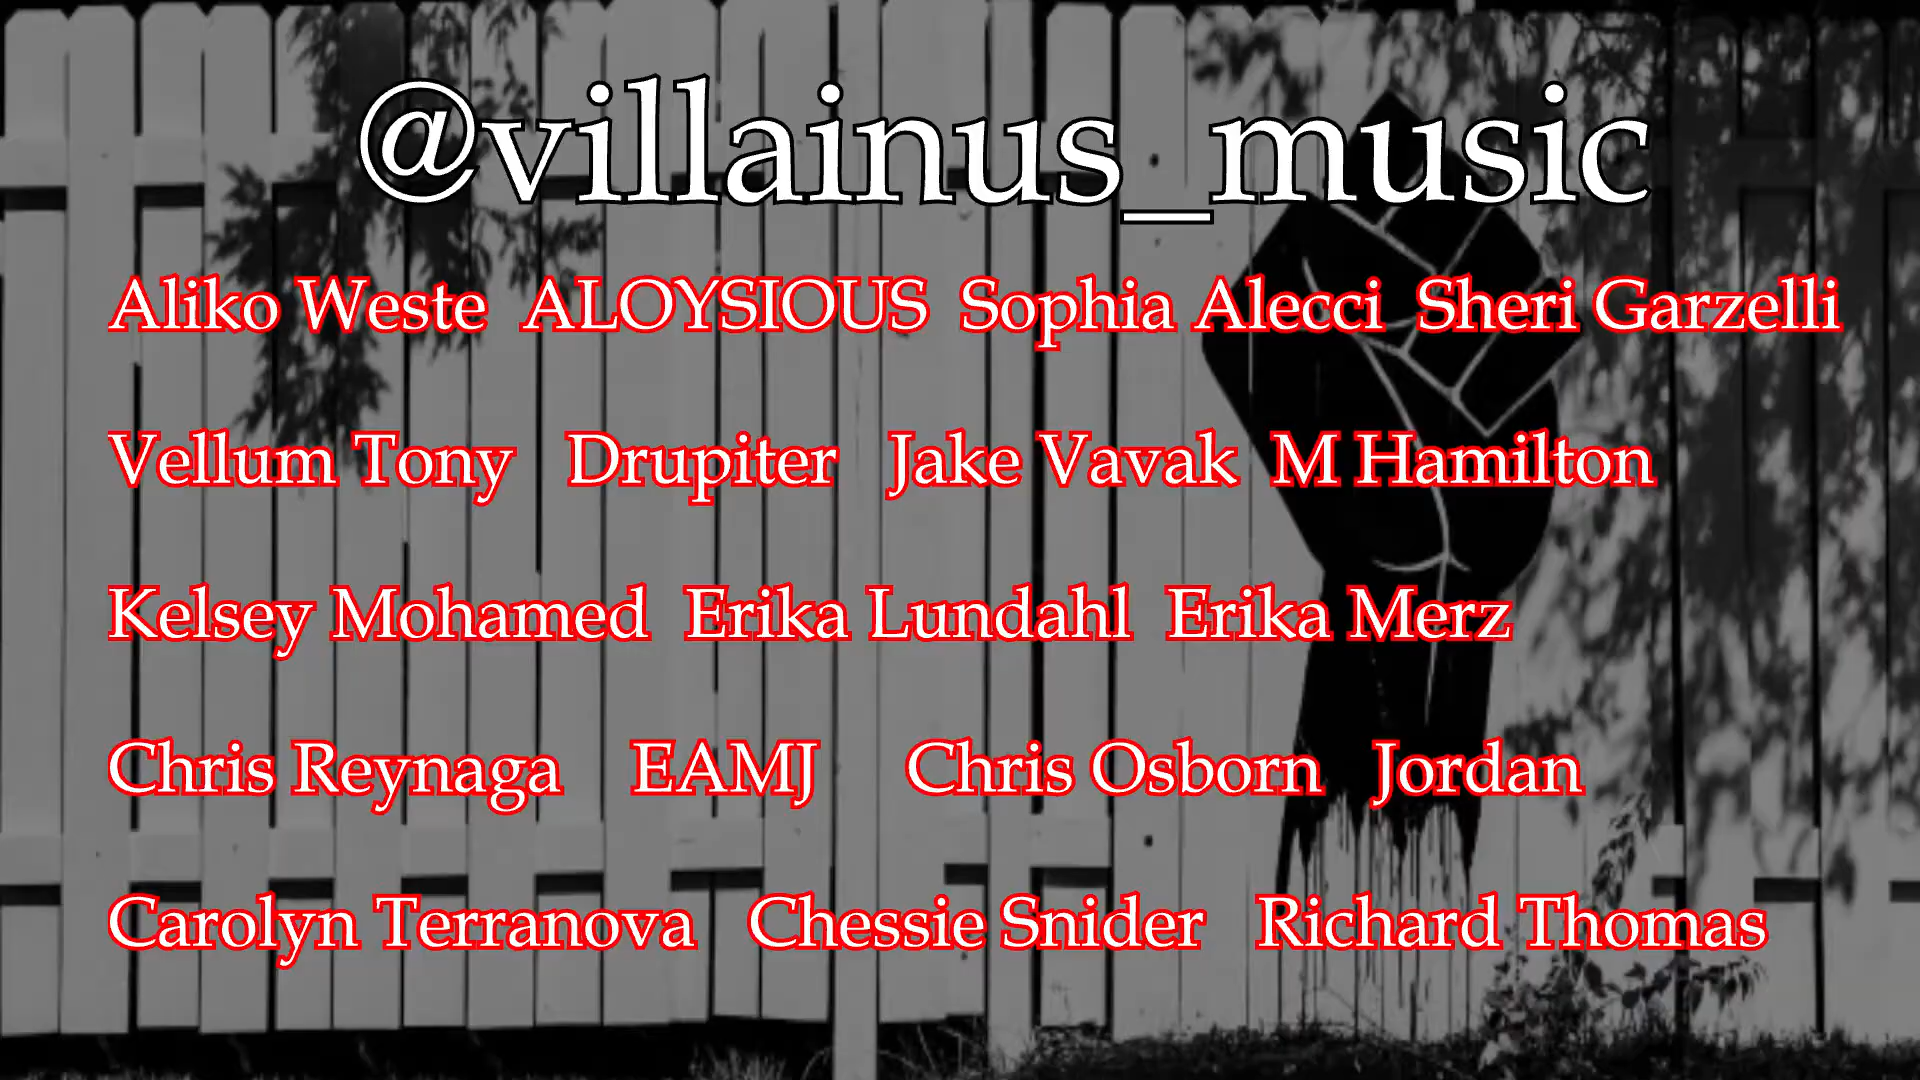 @villainus_music
Aliko Weste ALOYSIOUS Sophia Alecci Sheri Garzelli
Vellum Tony Drupiter Jake Vavak M Hamilton
Kelsey Mohamed Erika Lundahl Erika Merz
Chris Reynaga EAMJ Chris Osborn Jordan
Carolyn Terranova Chessie Snider Richard Thomas